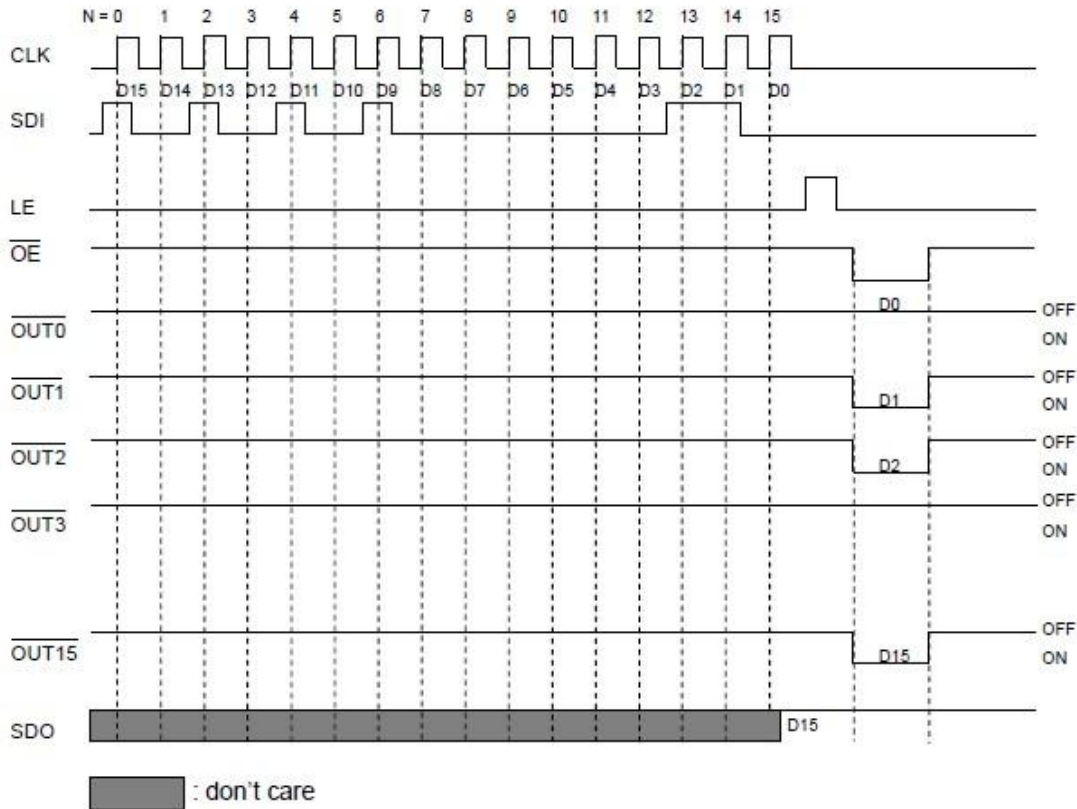 N = 0 1 2 3 4 5 6 7 8 9 10 11 12 13 14 15
CLK
D15 D14 D13 D12 D11 D10 D9 D8 D7 D6 D5 D4 D3 D2 D1 D0
SDI
LE
OE
D0 OFF
OUT0 ON
OUT1 OFF
D1 ON
OUT2 OFF
D2 ON
OFF
OUT3 ON
OFF
OUT15 D15 ON
SDO D15
: don't care